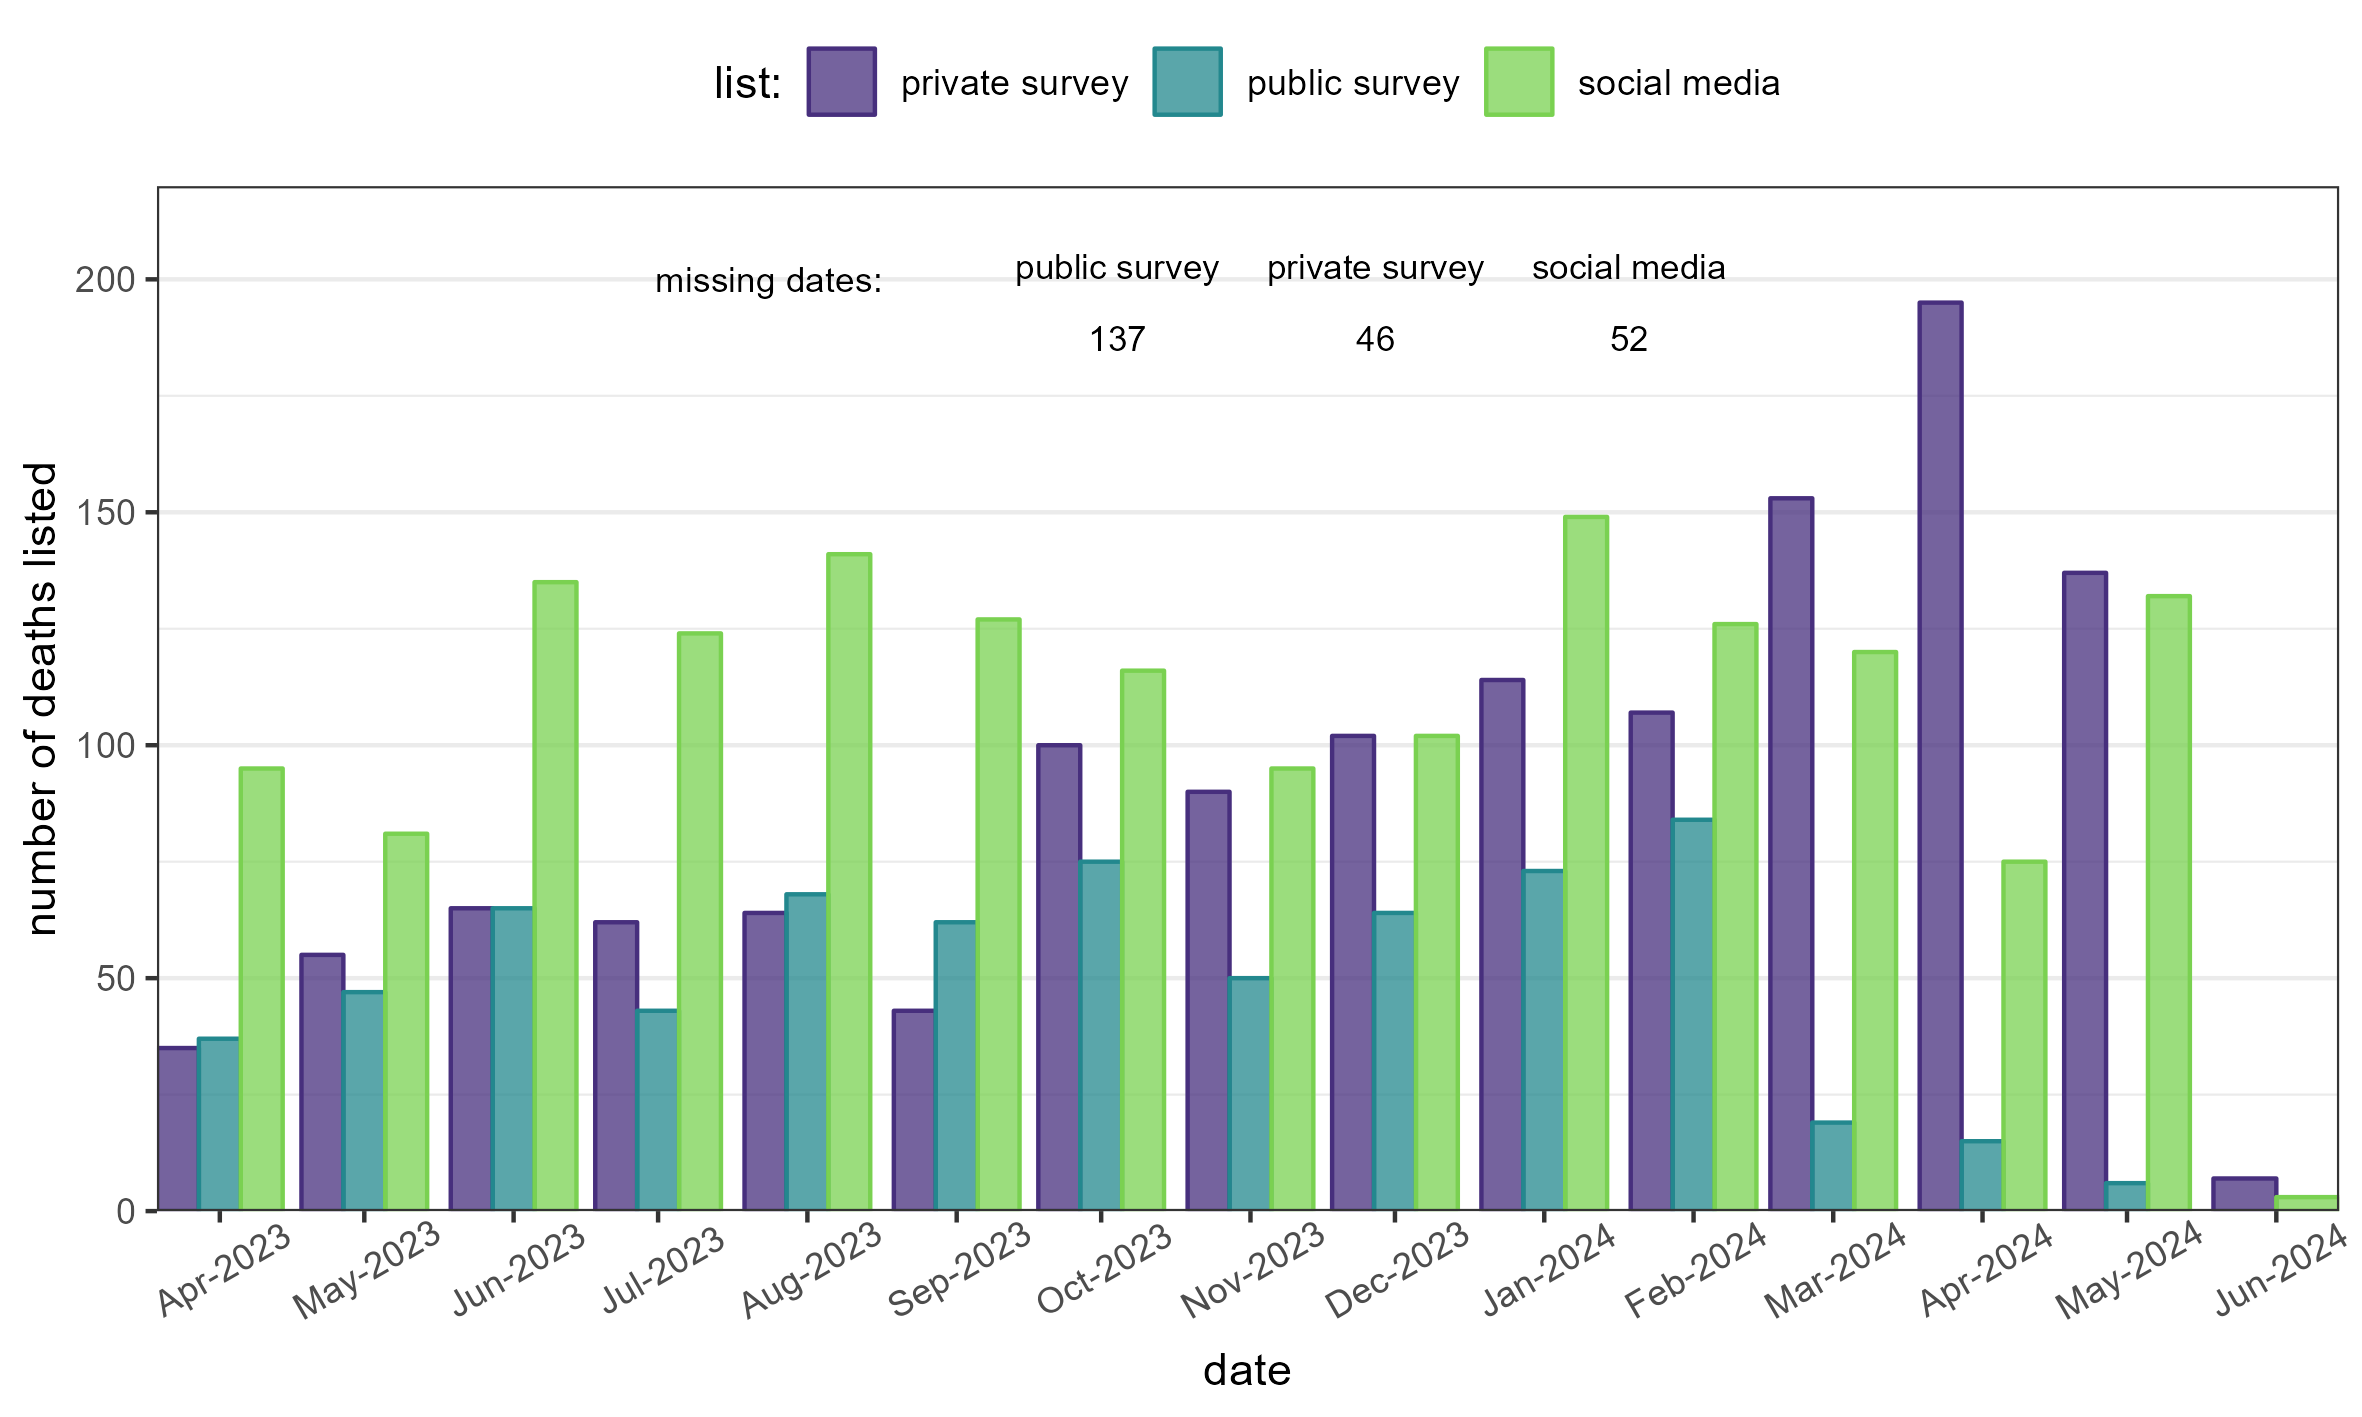 list: private survey public survey social media
missing dates: public survey private survey social media
137 46 52
number of deaths listed
200
150
100
50
0
Apr-2023 May-2023 Jun-2023 Jul-2023 Aug-2023 Sep-2023 Oct-2023 Nov-2023 Dec-2023 Jan-2024 Feb-2024 Mar-2024 Apr-2024 May-2024 Jun-2024
date